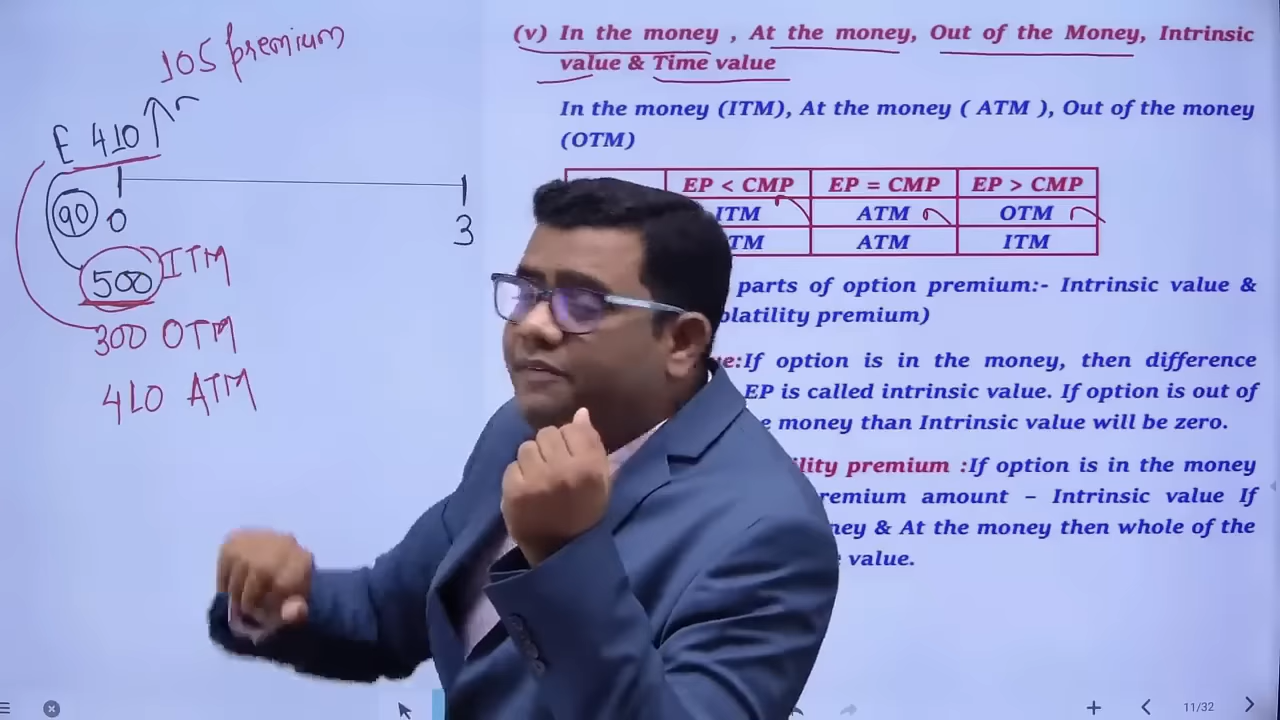 105 premium
E 410
0
3
90
500 ITM
300 OTM
410 ATM
(v) In the money , At the money, Out of the Money, Intrinsic
value & Time value
In the money (ITM), At the money ( ATM ), Out of the money
(OTM)
EP < CMP EP = CMP EP > CMP
ITM ATM OTM
TM ATM ITM
parts of option premium:- Intrinsic value &
olatility premium)
ue:If option is in the money, then difference
EP is called intrinsic value. If option is out of
e money than Intrinsic value will be zero.
ility premium :If option is in the money
remium amount – Intrinsic value If
ney & At the money then whole of the
value.
11/32